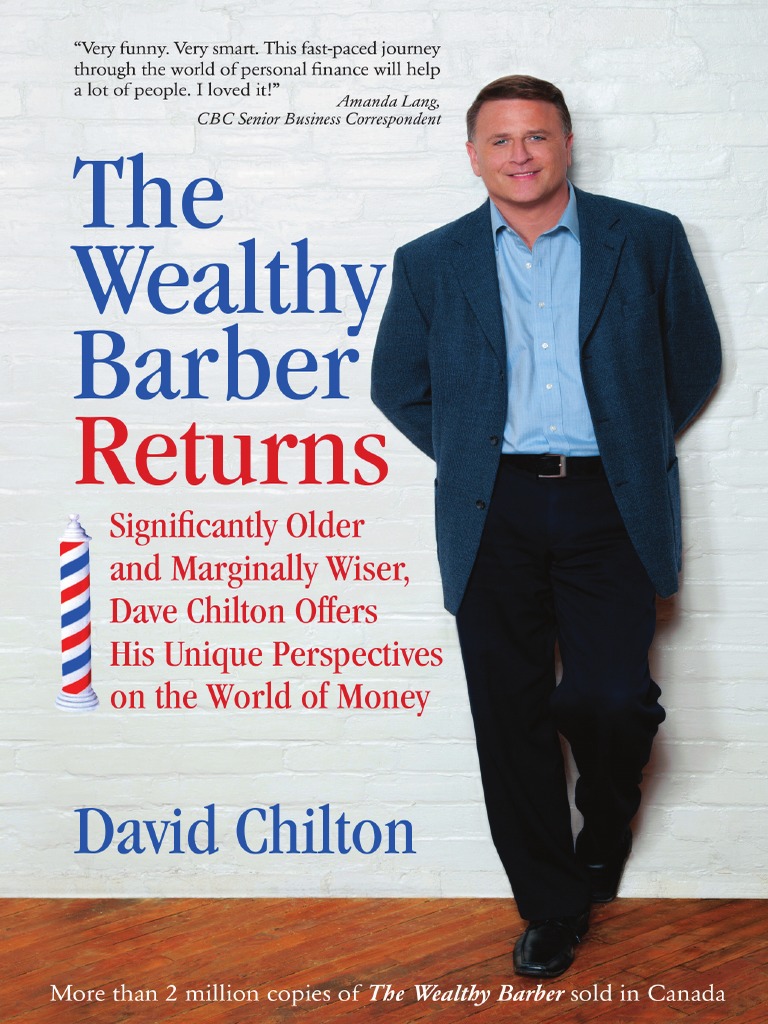 “Very funny. Very smart. This fast-paced journey
through the world of personal finance will help
a lot of people. I loved it!”
Amanda Lang,
CBC Senior Business Correspondent
The
Wealthy
Barber
Returns
Significantly Older
and Marginally Wiser,
Dave Chilton Offers
His Unique Perspectives
on the World of Money
David Chilton
More than 2 million copies of The Wealthy Barber sold in Canada